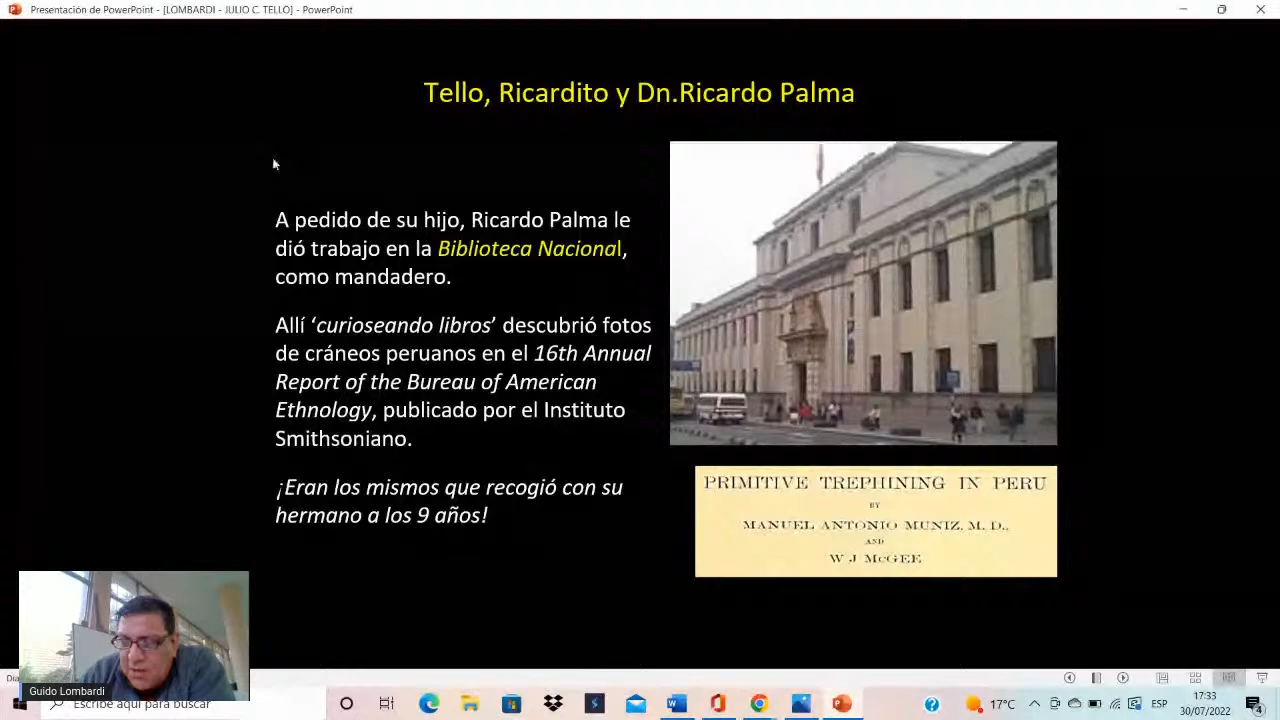 Presentación de PowerPoint - [LOMBARDI - JULIO C. TELLO] - PowerPoint
Tello, Ricardito y Dn.Ricardo Palma
A pedido de su hijo, Ricardo Palma le
dió trabajo en la Biblioteca Nacional,
como mandadero.
Allí ‘curioseando libros’ descubrió fotos
de cráneos peruanos en el 16th Annual
Report of the Bureau of American
Ethnology, publicado por el Instituto
Smithsoniano.
¡Eran los mismos que recogió con su
hermano a los 9 años!
PRIMITIVE TREPHINING IN PERU
BY
MANUEL ANTONIO MUNIZ, M. D.,
AND
W J McGEE
Guido Lombardi
Escribe aquí para buscar
17°C
ESP
17:33
30/07/2022
4